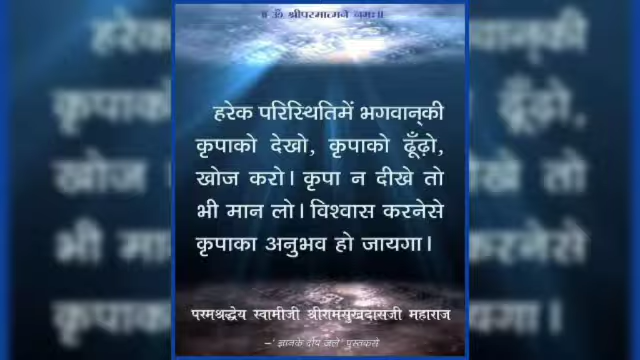 ॥ ॐ श्रीपरमात्मने नमः॥
हरेक परिस्थितिमें भगवान्‌की
कृपाको देखो, कृपाको ढूँढ़ो,
खोज करो। कृपा न दीखे तो
भी मान लो। विश्वास करनेसे
कृपाका अनुभव हो जायगा।
परमश्रद्धेय स्वामीजी श्रीरामसुखदासजी महाराज
–'ज्ञानके दीप जले' पुस्तकसे